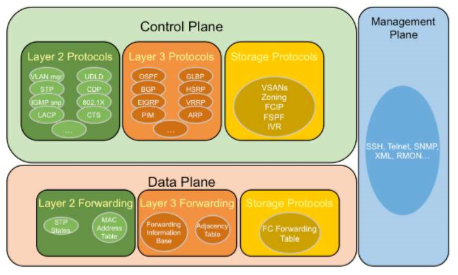 Control Plane
Management
Plane
Layer 2 Protocols
Layer 3 Protocols
Storage Protocols
VLAN mgr
UDLD
STP
CDP
IGMP snp
802.1X
LACP
CTS
…
OSPF
GLBP
BGP
HSRP
EIGRP
VRRP
PIM
ARP
…
VSANs
Zening
FCIP
FSPF
IVR
SSH, Telnet, SNMP,
XML, RMON…
Data Plane
Layer 2 Forwarding
Layer 3 Forwarding
Storage Protocols
STP
States
MAC
Address
Table
Forwarding
Information
Base
Adjacency
Table
FC Forwarding
Table